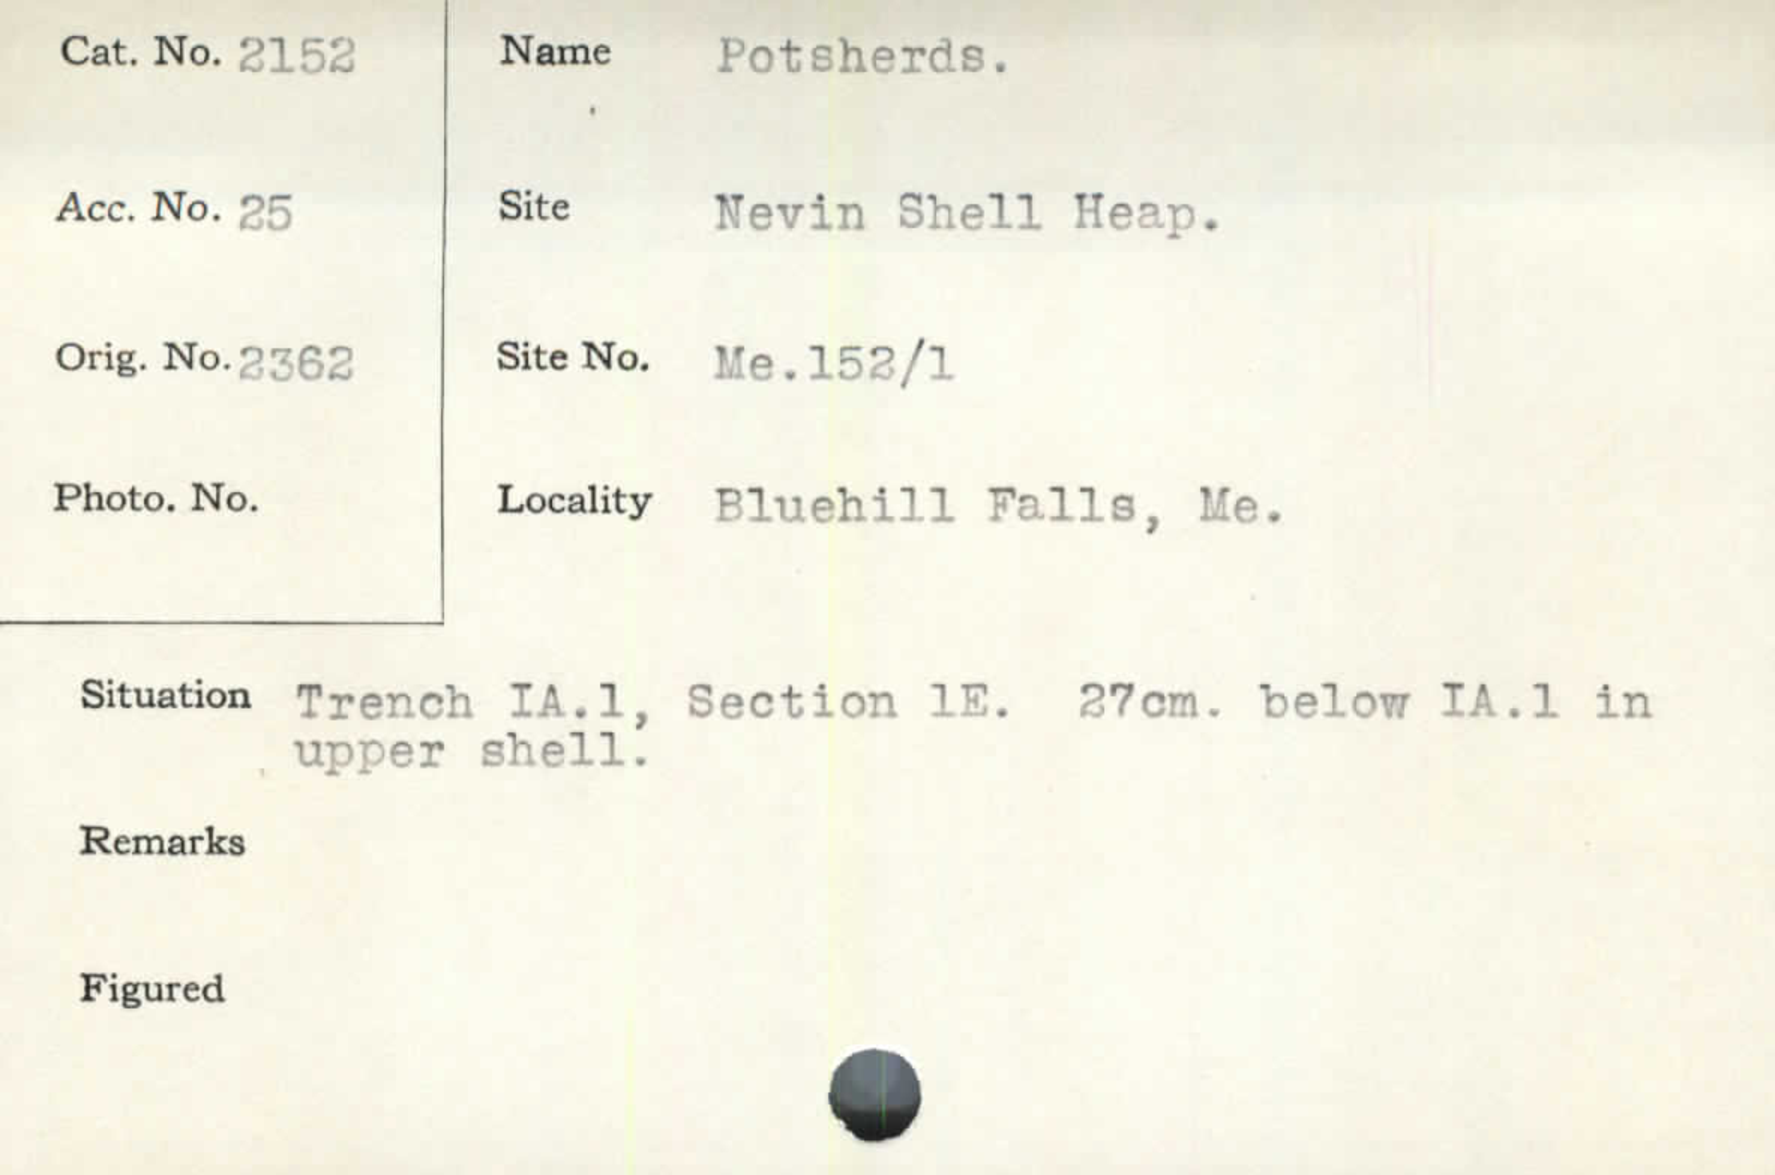 Cat. No. 2152
Acc. No. 25
Orig. No. 2362
Photo. No.
Name Potsherds.
Site Nevin Shell Heap.
Site No. Me.152/1
Locality Bluehill Falls, Me.
Situation Trench IA.1, Section 1E. 27cm. below IA.1 in
upper shell.
Remarks
Figured